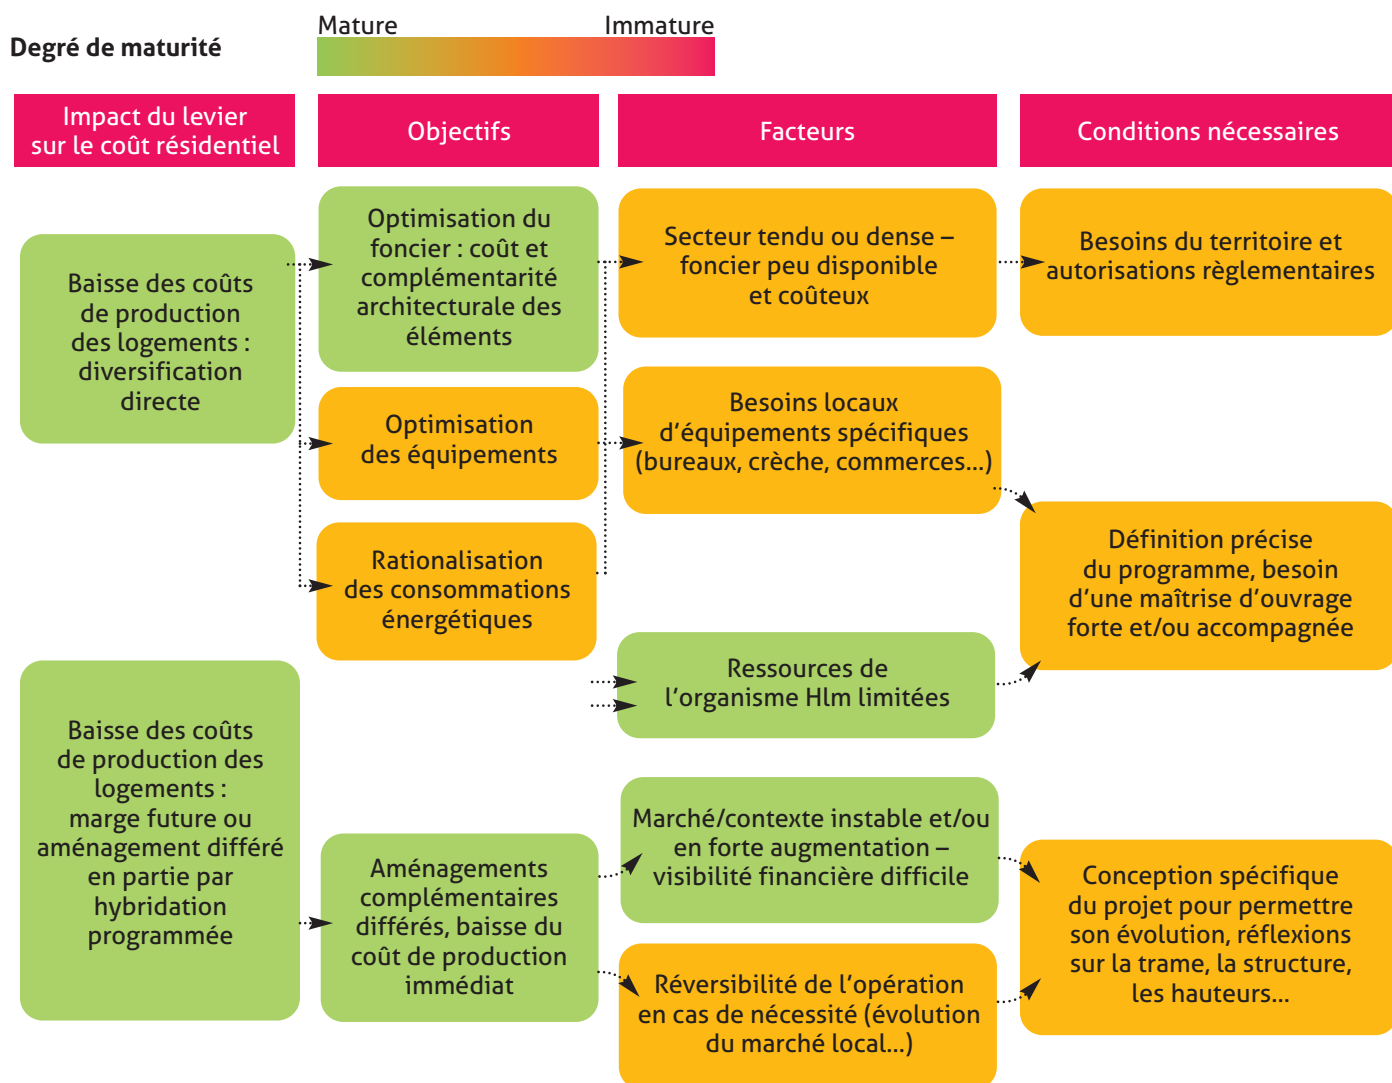 Degré de maturité
Mature
Immature
Impact du levier
sur le coût résidentiel
Objectifs
Facteurs
Conditions nécessaires
Baisse des coûts
de production
des logements :
diversification
directe
Optimisation du
foncier : coût et
complémentarité
architecturale des
éléments
Optimisation
des équipements
Rationalisation
des consommations
énergétiques
Secteur tendu ou dense –
foncier peu disponible
et coûteux
Besoins locaux
d’équipements spécifiques
(bureaux, crèche, commerces...)
Ressources de
l’organisme Hlm limitées
Besoins du territoire et
autorisations règlementaires
Définition précise
du programme, besoin
d’une maîtrise d’ouvrage
forte et/ou accompagnée
Baisse des coûts
de production des
logements :
marge future ou
aménagement différé
en partie par
hybridation
programmée
Aménagements
complémentaires
différés, baisse du
coût de production
immédiat
Marché/contexte instable et/ou
en forte augmentation –
visibilité financière difficile
Réversibilité de l’opération
en cas de nécessité (évolution
du marché local...)
Conception spécifique
du projet pour permettre
son évolution, réflexions
sur la trame, la structure,
les hauteurs...